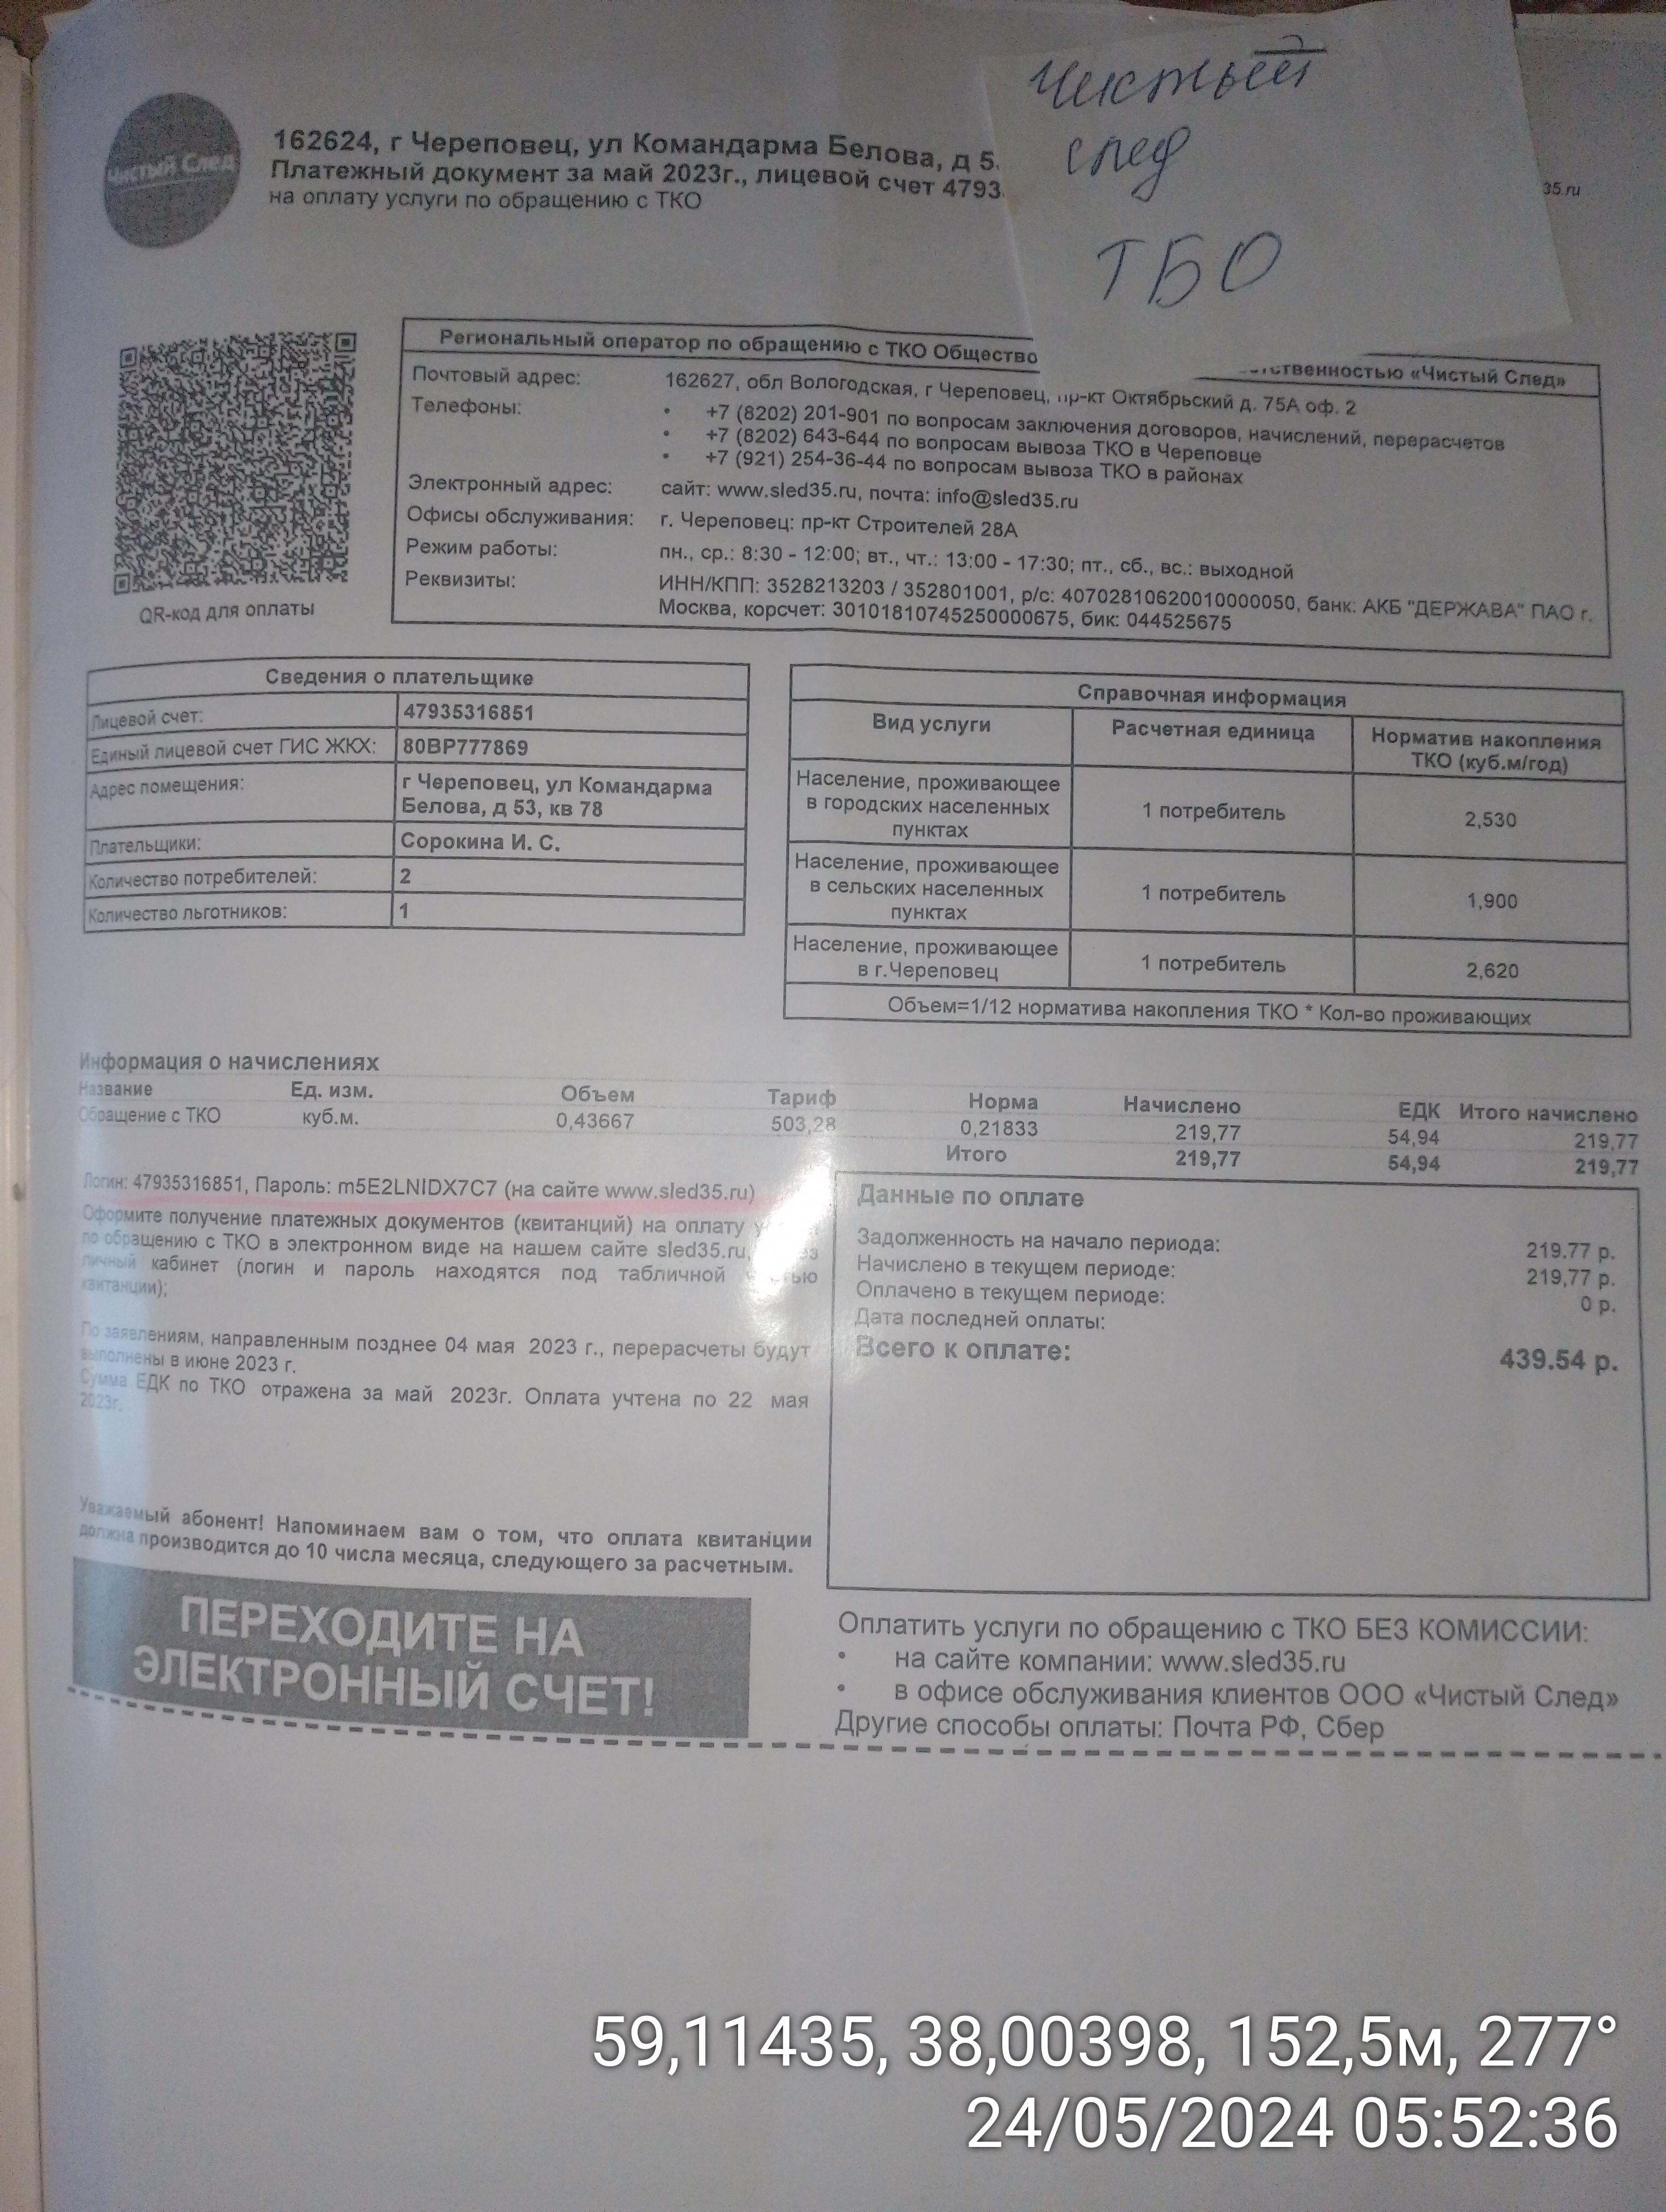 Чистый
след
ТБО
Чистый След
162624, г Череповец, ул Командарма Белова, д 5
Платежный документ за май 2023г., лицевой счет 4793
на оплату услуги по обращению с ТКО
35.ru
QR-код для оплаты
Региональный оператор по обращению с ТКО Общество «Чистый След»
Почтовый адрес: 162627, обл Вологодская, г Череповец, пр-кт Октябрьский д. 75А оф. 2
Телефоны: • +7 (8202) 201-901 по вопросам заключения договоров, начислений, перерасчетов
• +7 (8202) 643-644 по вопросам вывоза ТКО в Череповце
• +7 (921) 254-36-44 по вопросам вывоза ТКО в районах
Электронный адрес: сайт: www.sled35.ru, почта: info@sled35.ru
Офисы обслуживания: г. Череповец: пр-кт Строителей 28А
Режим работы: пн., ср.: 8:30 - 12:00; вт., чт.: 13:00 - 17:30; пт., сб., вс.: выходной
Реквизиты: ИНН/КПП: 3528213203 / 352801001, р/с: 40702810620010000050, банк: АКБ "ДЕРЖАВА" ПАО г.
Москва, корсчет: 30101810745250000675, бик: 044525675
Сведения о плательщике
Лицевой счет: 47935316851
Единый лицевой счет ГИС ЖКХ: 80ВР777869
Адрес помещения: г Череповец, ул Командарма
Белова, д 53, кв 78
Плательщики: Сорокина И. С.
Количество потребителей: 2
Количество льготников: 1
Справочная информация
Вид услуги Расчетная единица Норматив накопления
ТКО (куб.м/год)
Население, проживающее
в городских населенных
пунктах
1 потребитель 2,530
Население, проживающее
в сельских населенных
пунктах
1 потребитель 1,900
Население, проживающее
в г.Череповец
1 потребитель 2,620
Объем=1/12 норматива накопления ТКО * Кол-во проживающих
Информация о начислениях
Название Ед. изм. Объем Тариф Норма Начислено ЕДК Итого начислено
Обращение с ТКО куб.м. 0,43667 503,28 0,21833 219,77 54,94 219,77
Итого 219,77 54,94 219,77
Логин: 47935316851, Пароль: m5E2LNIDX7C7 (на сайте www.sled35.ru)
Оформите получение платежных документов (квитанций) на оплату
по обращению с ТКО в электронном виде на нашем сайте sled35.ru,
личный кабинет (логин и пароль находятся под табличной
квитанции);
По заявлениям, направленным позднее 04 мая 2023 г., перерасчеты будут
выполнены в июне 2023 г.
Сумма ЕДК по ТКО отражена за май 2023г. Оплата учтена по 22 мая
2023г.
Уважаемый абонент! Напоминаем вам о том, что оплата квитанции
должна производится до 10 числа месяца, следующего за расчетным.
ПЕРЕХОДИТЕ НА
ЭЛЕКТРОННЫЙ СЧЕТ!
Данные по оплате
Задолженность на начало периода: 219.77 р.
Начислено в текущем периоде: 219,77 р.
Оплачено в текущем периоде: 0 р.
Дата последней оплаты:
Всего к оплате: 439.54 р.
Оплатить услуги по обращению с ТКО БЕЗ КОМИССИИ:
• на сайте компании: www.sled35.ru
• в офисе обслуживания клиентов ООО «Чистый След»
Другие способы оплаты: Почта РФ, Сбер
59,11435, 38,00398, 152,5м, 277°
24/05/2024 05:52:36